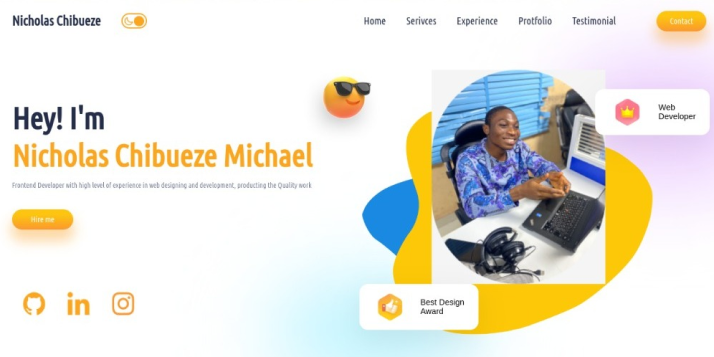 Nicholas Chibueze
Home Serivces Experience Protfolio Testimonial Contact
Hey! I'm
Nicholas Chibueze Michael
Frontend Developer with high level of experience in web designing and development, producting the Quality work
Hire me
Web
Developer
Best Design
Award